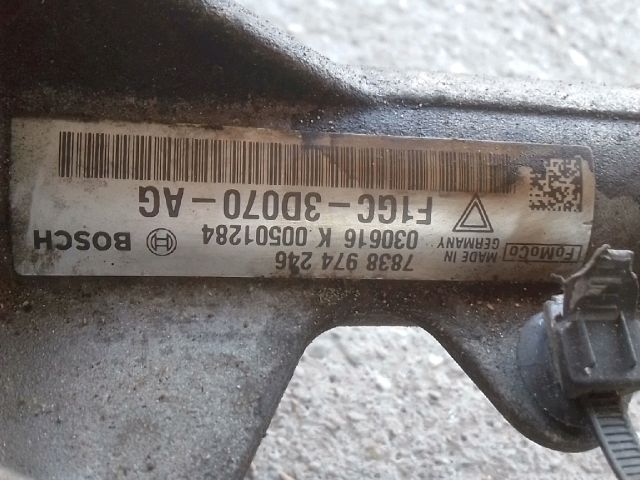 7838 974 246
FoMoCo MADE IN GERMANY
030616 K 00501284 BOSCH
F1GC-3D070-AG